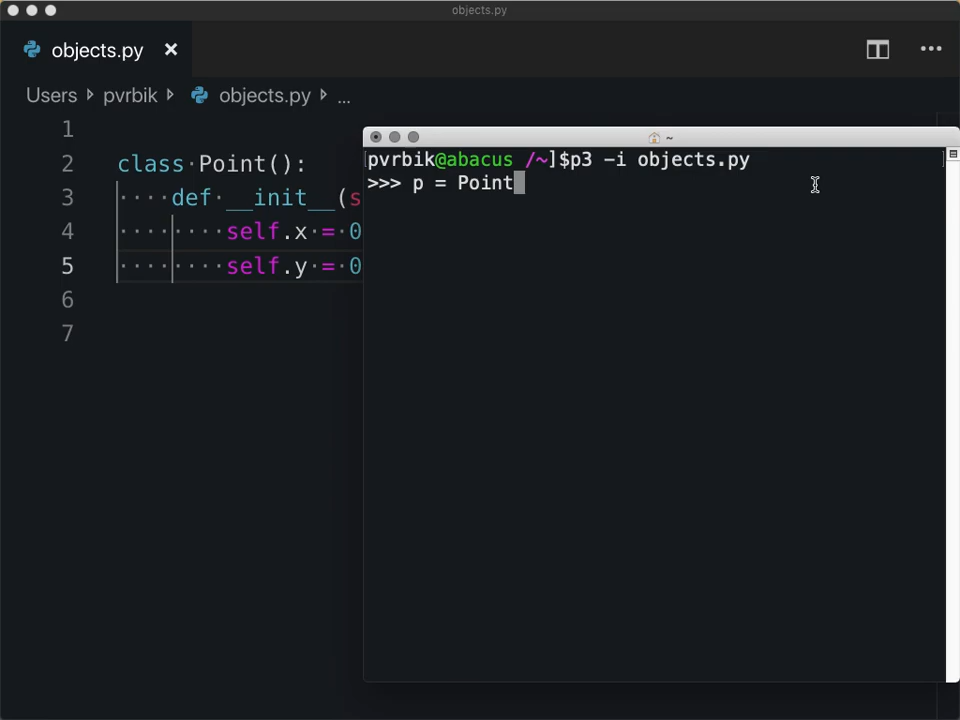 objects.py
objects.py ×
Users pvrbik objects.py ...
1
2 class Point():
3 def __init__(s
4 self.x = 0
5 self.y = 0
6
7
~
[pvrbik@abacus /~]$p3 -i objects.py ]
>>> p = Point